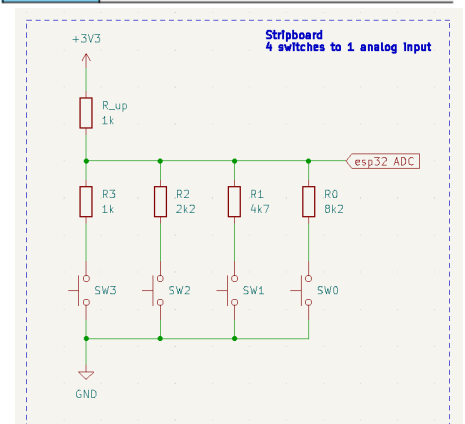 Stripboard
4 switches to 1 analog input
+3V3
R_up
1k
esp32 ADC
R3
1k
R2
2k2
R1
4k7
R0
8k2
SW3
SW2
SW1
SW0
GND